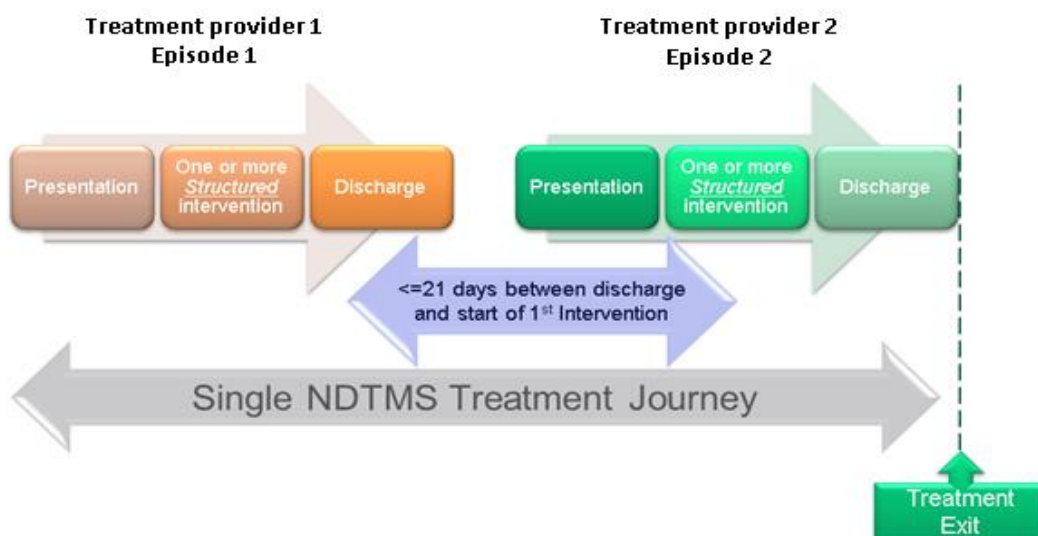 Treatment provider 1
Episode 1
Treatment provider 2
Episode 2
Presentation
One or more
Structured
intervention
Discharge
Presentation
One or more
Structured
intervention
Discharge
<=21 days between discharge
and start of 1st Intervention
Single NDTMS Treatment Journey
Treatment
Exit